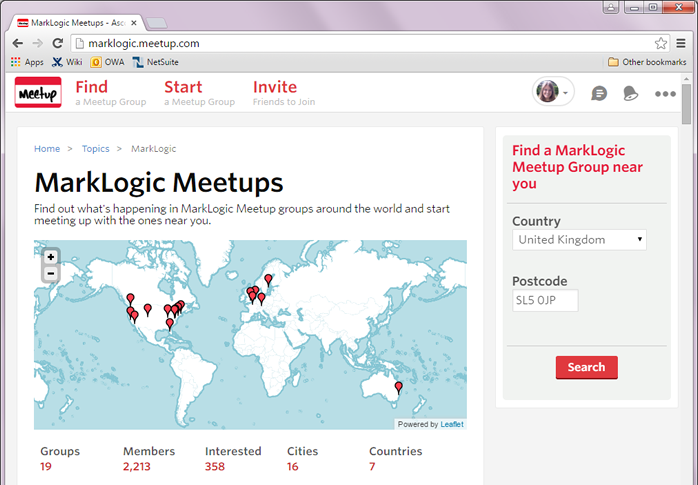 MarkLogic Meetups - Asc
marklogic.meetup.com
Apps Wiki OWA NetSuite Other bookmarks
meetup
Find Start Invite
a Meetup Group a Meetup Group Friends to Join
Home > Topics > MarkLogic
MarkLogic Meetups
Find out what's happening in MarkLogic Meetup groups around the world and start
meeting up with the ones near you.
+
−
Powered by Leaflet
Groups Members Interested Cities Countries
19 2,213 358 16 7
Find a MarkLogic
Meetup Group near
you
Country
United Kingdom
Postcode
SL5 0JP
Search